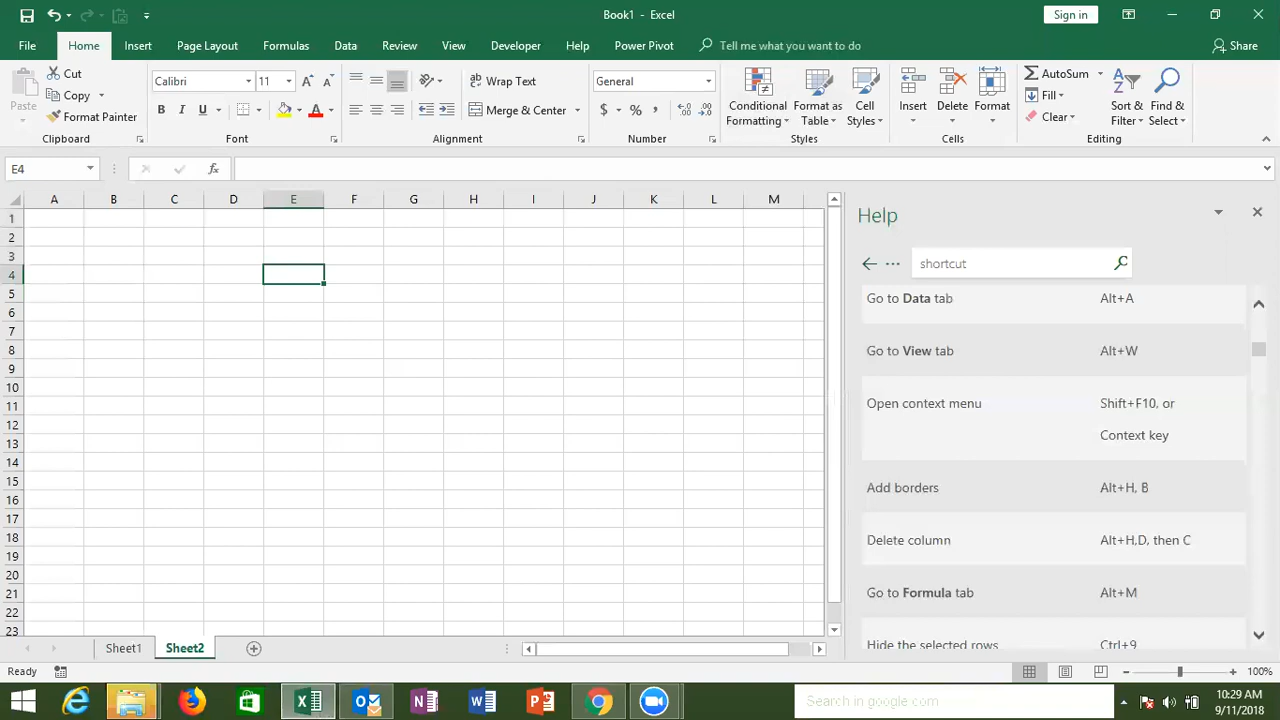 Book1 - Excel
Sign in
File Home Insert Page Layout Formulas Data Review View Developer Help Power Pivot Tell me what you want to do Share
Paste
Cut
Copy
Format Painter
Clipboard
Calibri 11
B I U
Font
Wrap Text
Merge & Center
Alignment
General
$ % ,
Number
Conditional Formatting
Format as Table
Cell Styles
Styles
Insert
Delete
Format
Cells
AutoSum
Fill
Clear
Sort & Filter
Find & Select
Editing
E4
fx
A B C D E F G H I J K L M
1
2
3
4
5
6
7
8
9
10
11
12
13
14
15
16
17
18
19
20
21
22
23
Help
shortcut
Go to Data tab Alt+A
Go to View tab Alt+W
Open context menu Shift+F10, or
Context key
Add borders Alt+H, B
Delete column Alt+H,D, then C
Go to Formula tab Alt+M
Hide the selected rows Ctrl+9
Sheet1 Sheet2
Ready
100%
Search in google.com
10:29 AM
9/11/2018